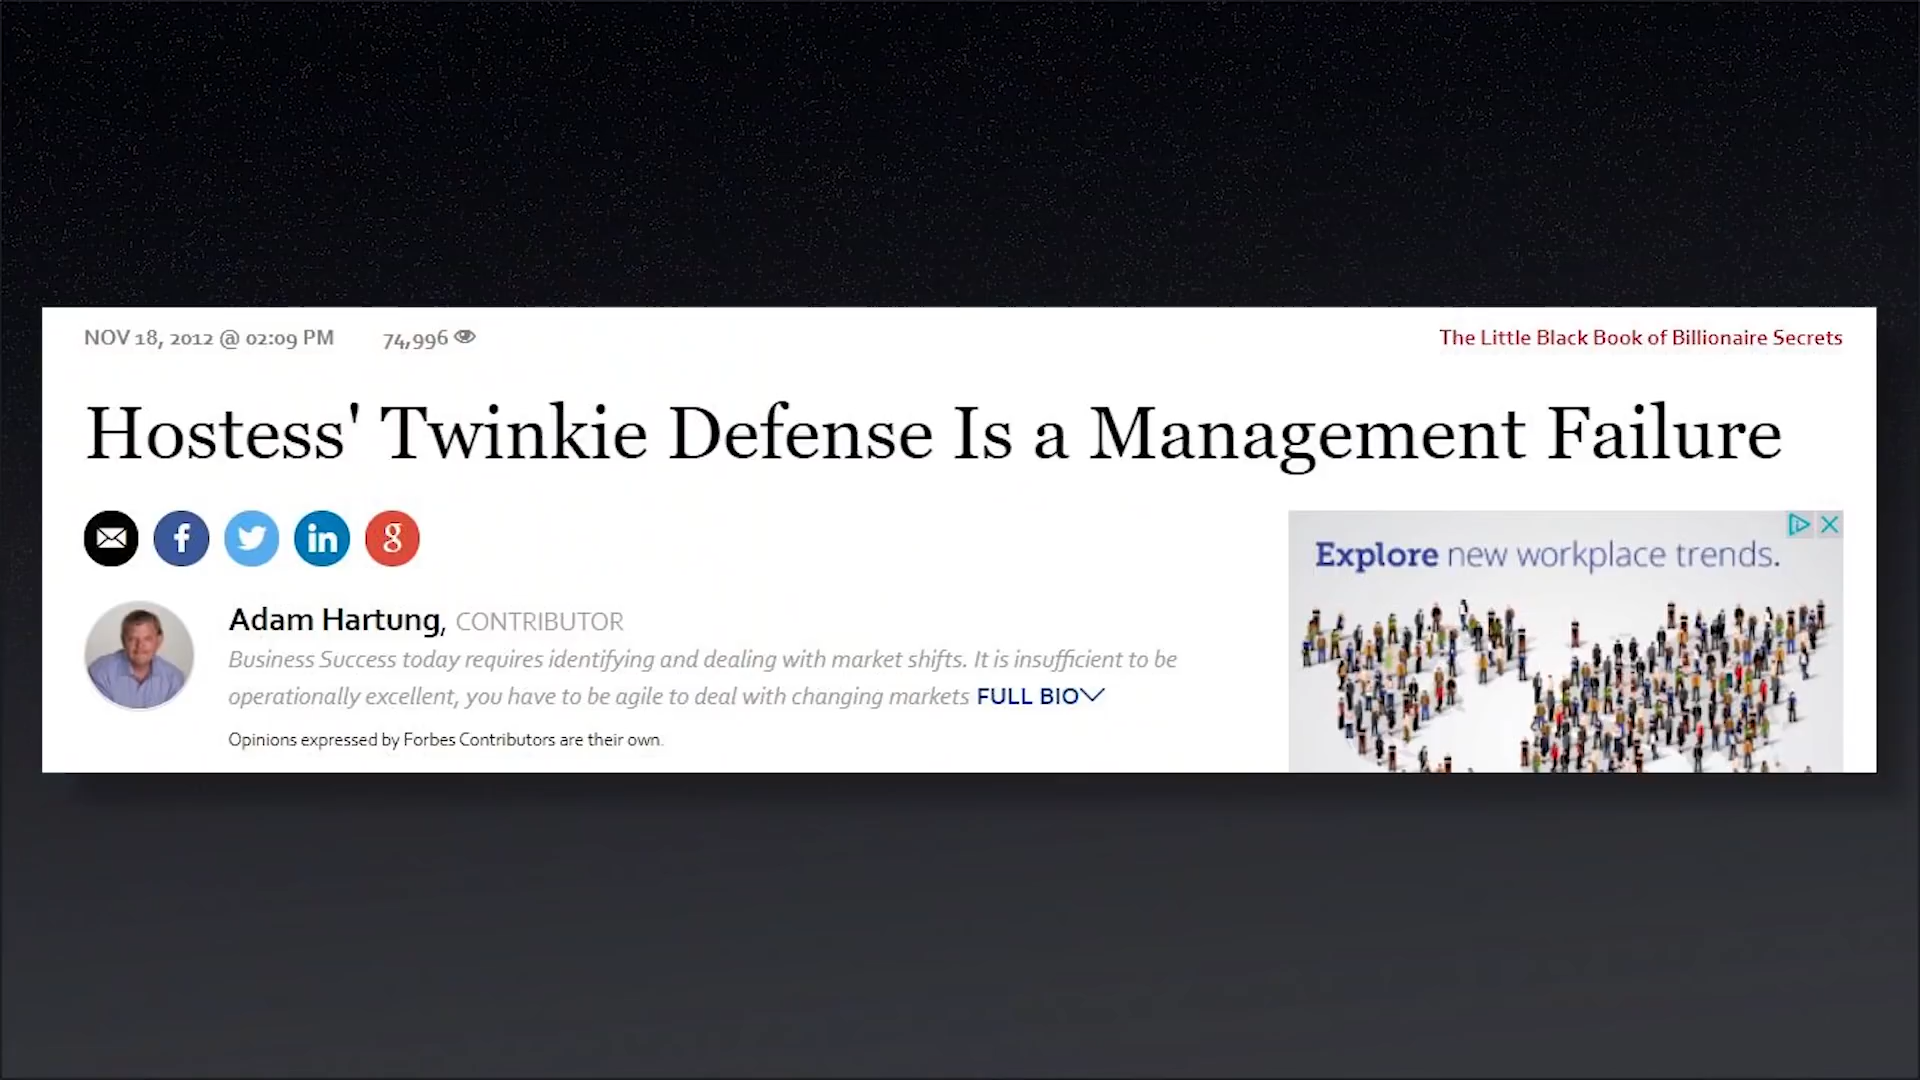 NOV 18, 2012 @ 02:09 PM 74,996
The Little Black Book of Billionaire Secrets
Hostess' Twinkie Defense Is a Management Failure
f in g
Adam Hartung, CONTRIBUTOR
Business Success today requires identifying and dealing with market shifts. It is insufficient to be
operationally excellent, you have to be agile to deal with changing markets FULL BIO
Opinions expressed by Forbes Contributors are their own.
Explore new workplace trends.